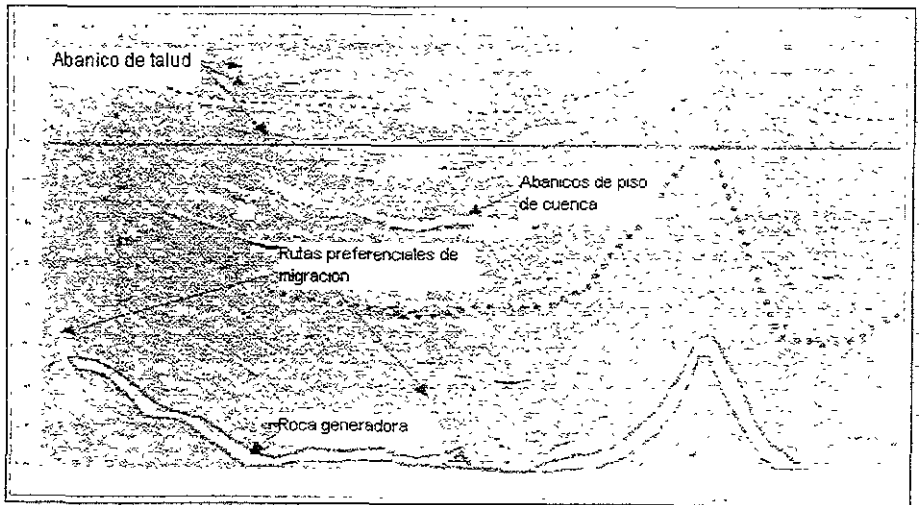 Abanico de talud
Abanicos de piso
de cuenca
Rutas preferenciales de
migracion
Roca generadora